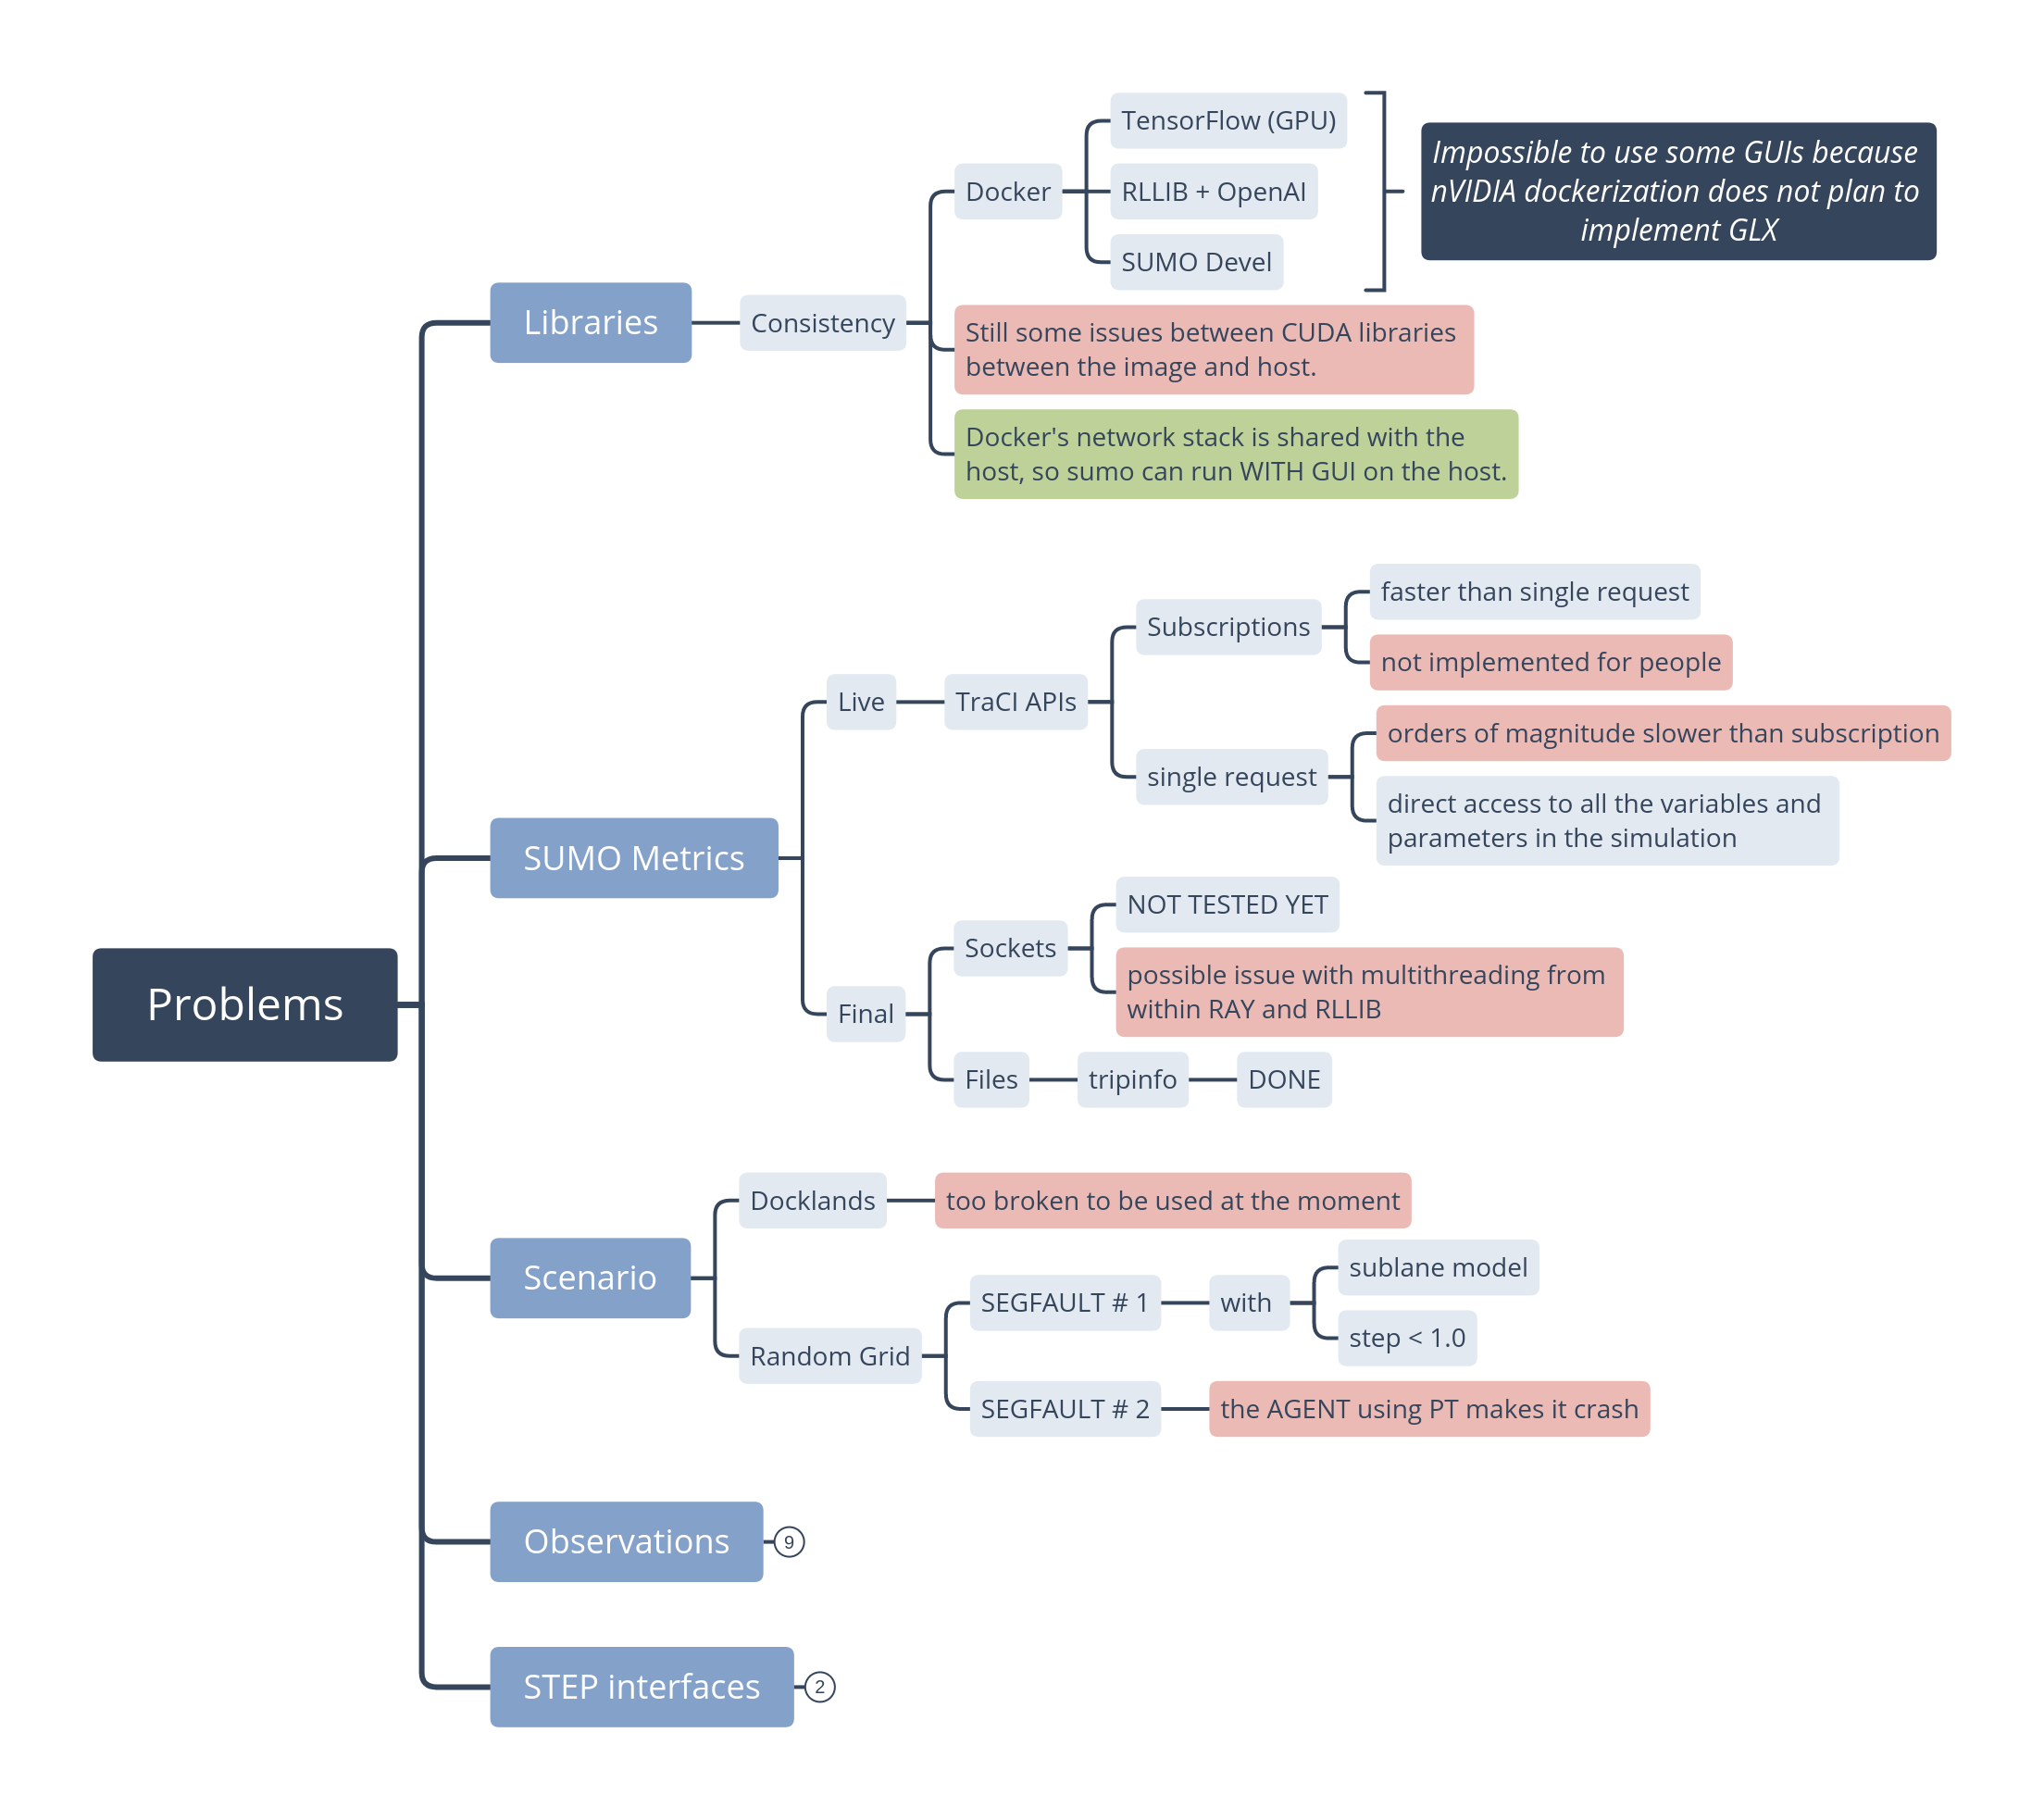 Problems
Libraries
Consistency
Docker
TensorFlow (GPU)
RLLIB + OpenAI
SUMO Devel
Impossible to use some GUIs because
nVIDIA dockerization does not plan to
implement GLX
Still some issues between CUDA libraries
between the image and host.
Docker's network stack is shared with the
host, so sumo can run WITH GUI on the host.
SUMO Metrics
Live
TraCI APIs
Subscriptions
faster than single request
not implemented for people
single request
orders of magnitude slower than subscription
direct access to all the variables and
parameters in the simulation
Final
Sockets
NOT TESTED YET
possible issue with multithreading from
within RAY and RLLIB
Files
tripinfo
DONE
Scenario
Docklands
too broken to be used at the moment
Random Grid
SEGFAULT # 1
with
sublane model
step < 1.0
SEGFAULT # 2
the AGENT using PT makes it crash
Observations
9
STEP interfaces
2